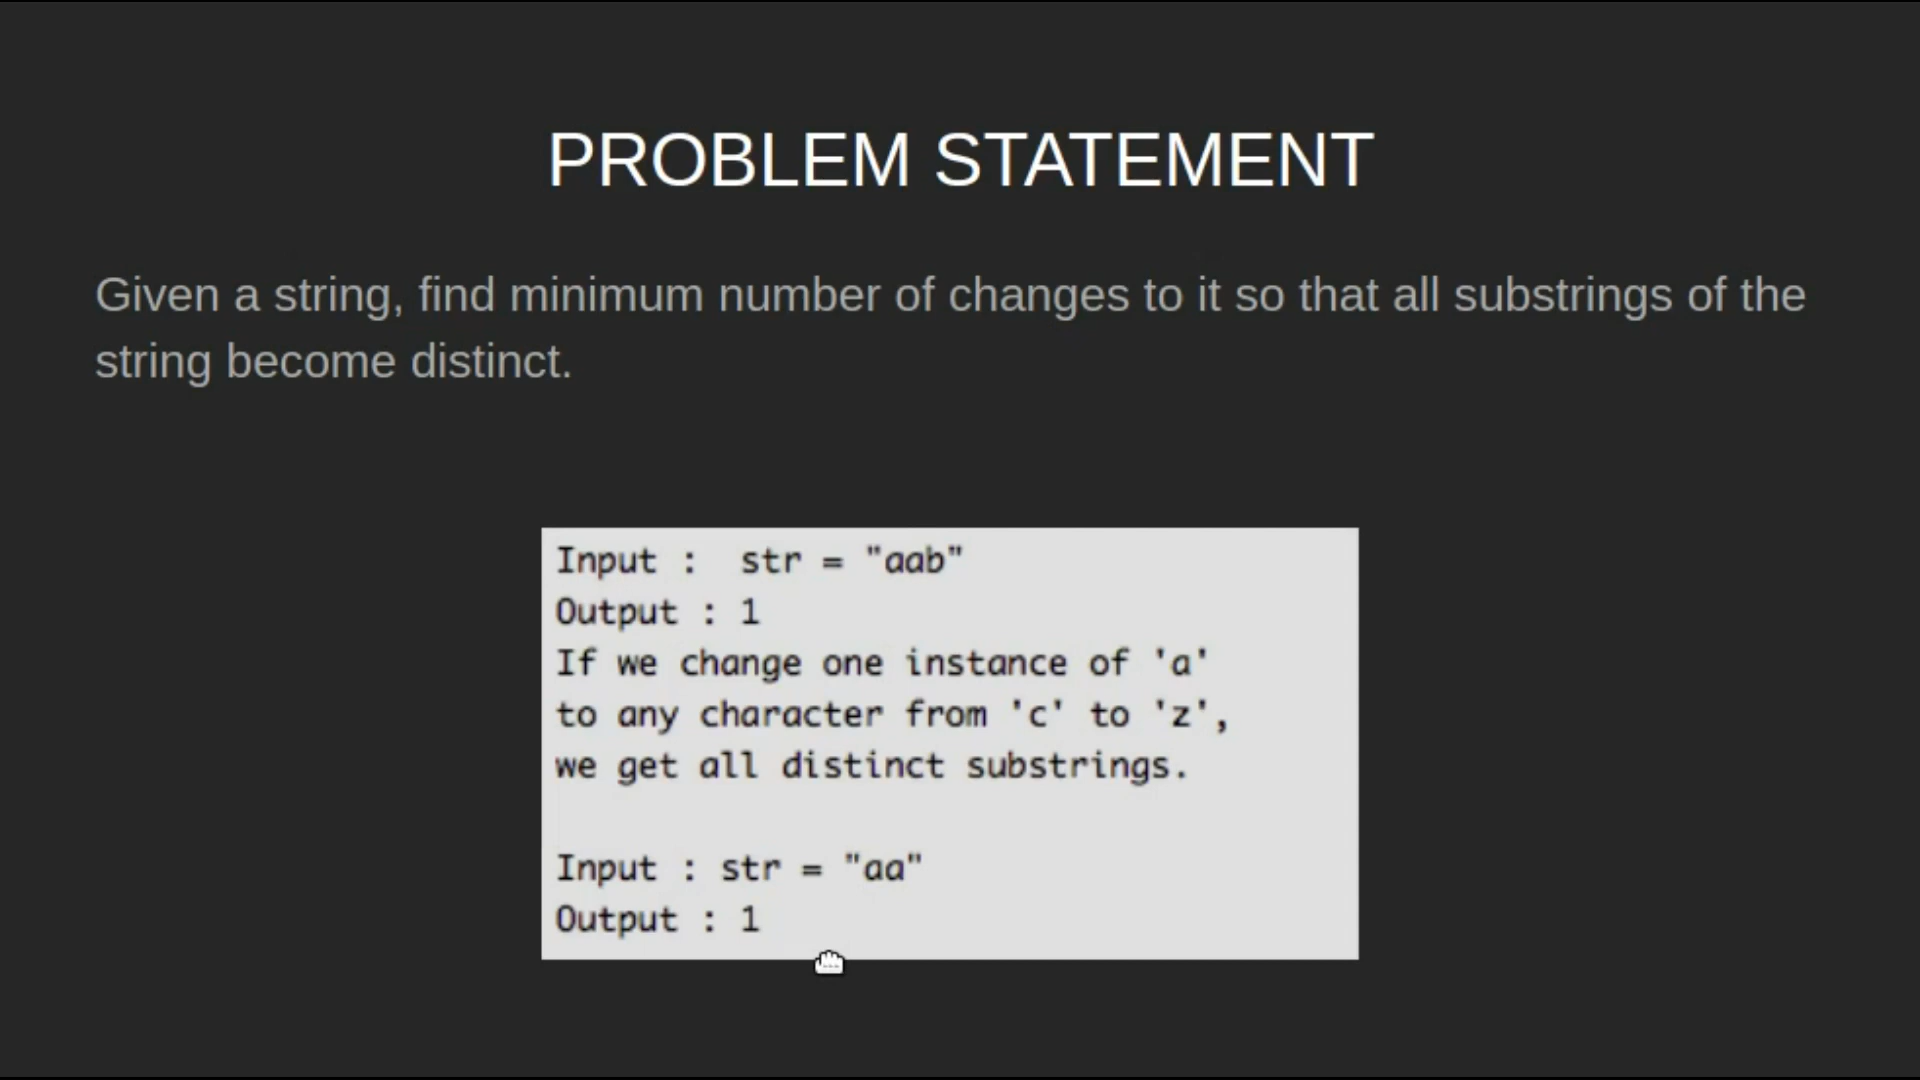 PROBLEM STATEMENT
Given a string, find minimum number of changes to it so that all substrings of the
string become distinct.
Input :  str = "aab"
Output : 1
If we change one instance of 'a'
to any character from 'c' to 'z',
we get all distinct substrings.
Input : str = "aa"
Output : 1